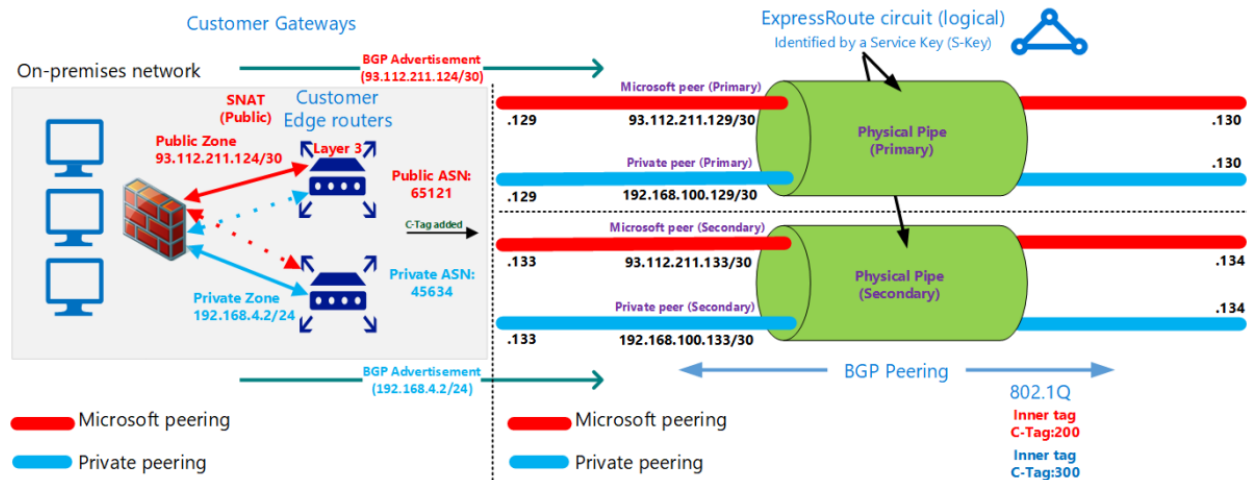 Customer Gateways
ExpressRoute circuit (logical)
Identified by a Service Key (S-Key)
On-premises network
BGP Advertisement
(93.112.211.124/30)
SNAT
(Public)
Customer
Edge routers
Public Zone
93.112.211.124/30
Layer 3
Public ASN:
65121
C-Tag added
Private ASN:
45634
Private Zone
192.168.4.2/24
BGP Advertisement
(192.168.4.2/24)
Microsoft peering
Private peering
Microsoft peer (Primary)
.129
93.112.211.129/30
.130
Physical Pipe
(Primary)
Private peer (Primary)
.129
192.168.100.129/30
.130
Microsoft peer (Secondary)
.133
93.112.211.133/30
.134
Physical Pipe
(Secondary)
Private peer (Secondary)
.133
192.168.100.133/30
.134
BGP Peering
802.1Q
Inner tag
C-Tag:200
Inner tag
C-Tag:300
Microsoft peering
Private peering